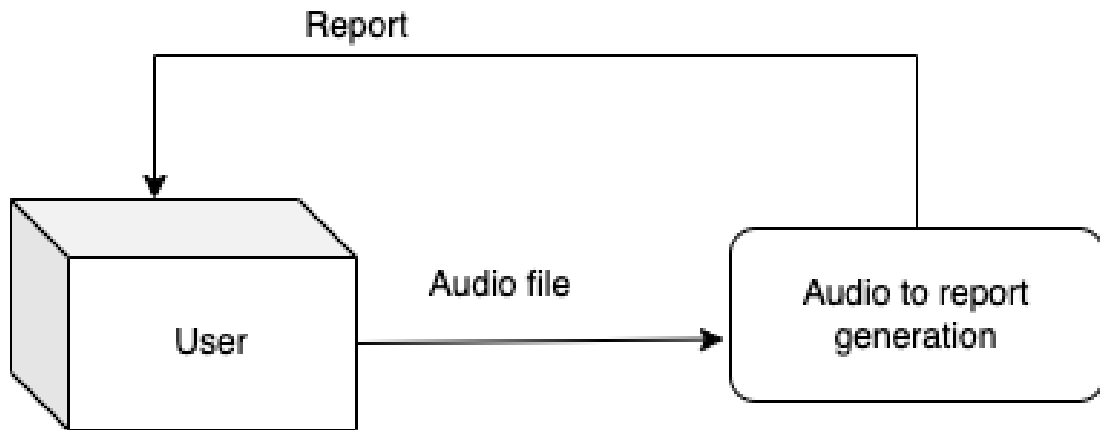 Report
Audio file
User
Audio to report
generation